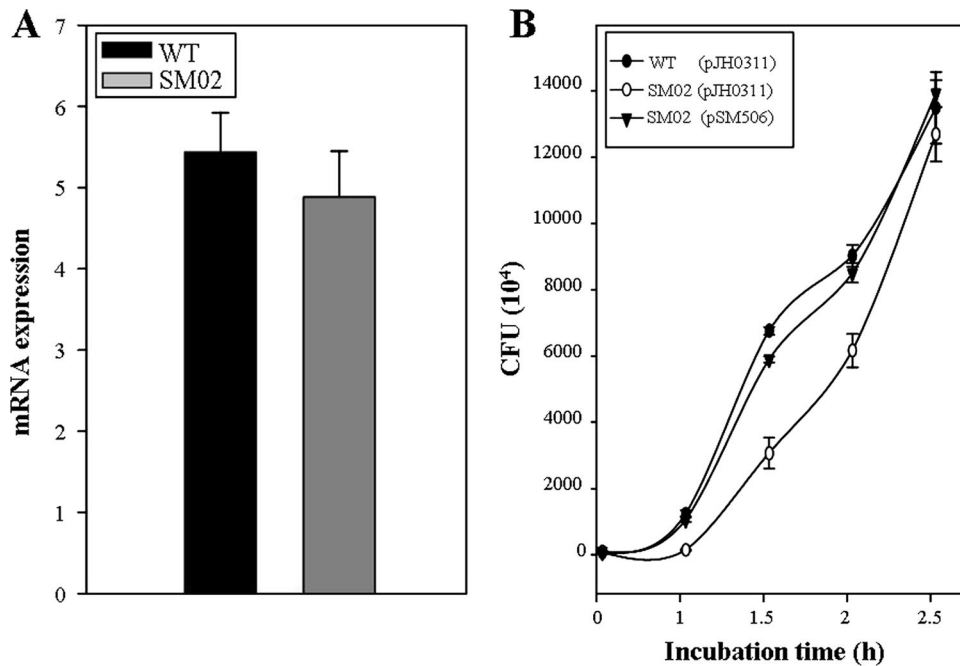 A
7
6
5
4
3
2
1
0
mRNA expression
WT
SM02
B
WT (pJH0311)
SM02 (pJH0311)
SM02 (pSM506)
14000
12000
10000
8000
6000
4000
2000
0
CFU (10⁴)
0 1 1.5 2 2.5
Incubation time (h)